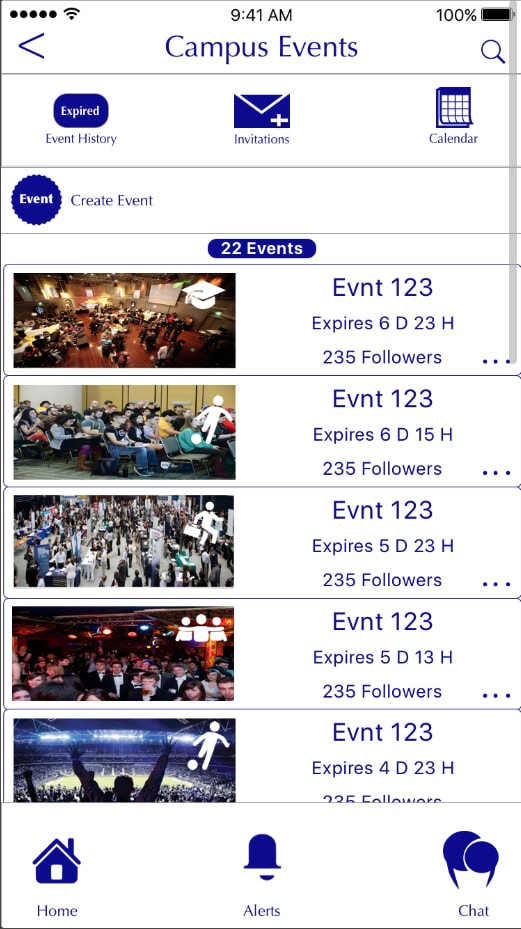 9:41 AM 100%
< Campus Events
Expired
Event History
Invitations
Calendar
Event Create Event
22 Events
Evnt 123
Expires 6 D 23 H
235 Followers ...
Evnt 123
Expires 6 D 15 H
235 Followers ...
Evnt 123
Expires 5 D 23 H
235 Followers ...
Evnt 123
Expires 5 D 13 H
235 Followers ...
Evnt 123
Expires 4 D 23 H
235 Followers
Home
Alerts
Chat